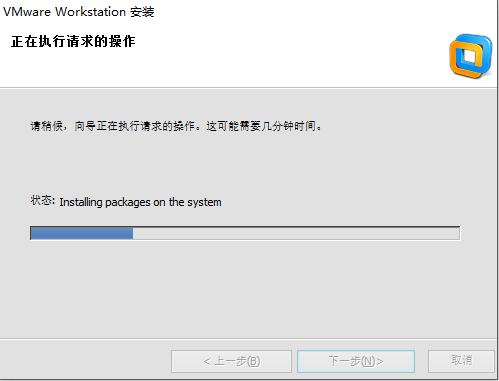 VMware Workstation 安装
正在执行请求的操作
请稍候，向导正在执行请求的操作。这可能需要几分钟时间。
状态: Installing packages on the system
< 上一步(B)
下一步(N) >
取消